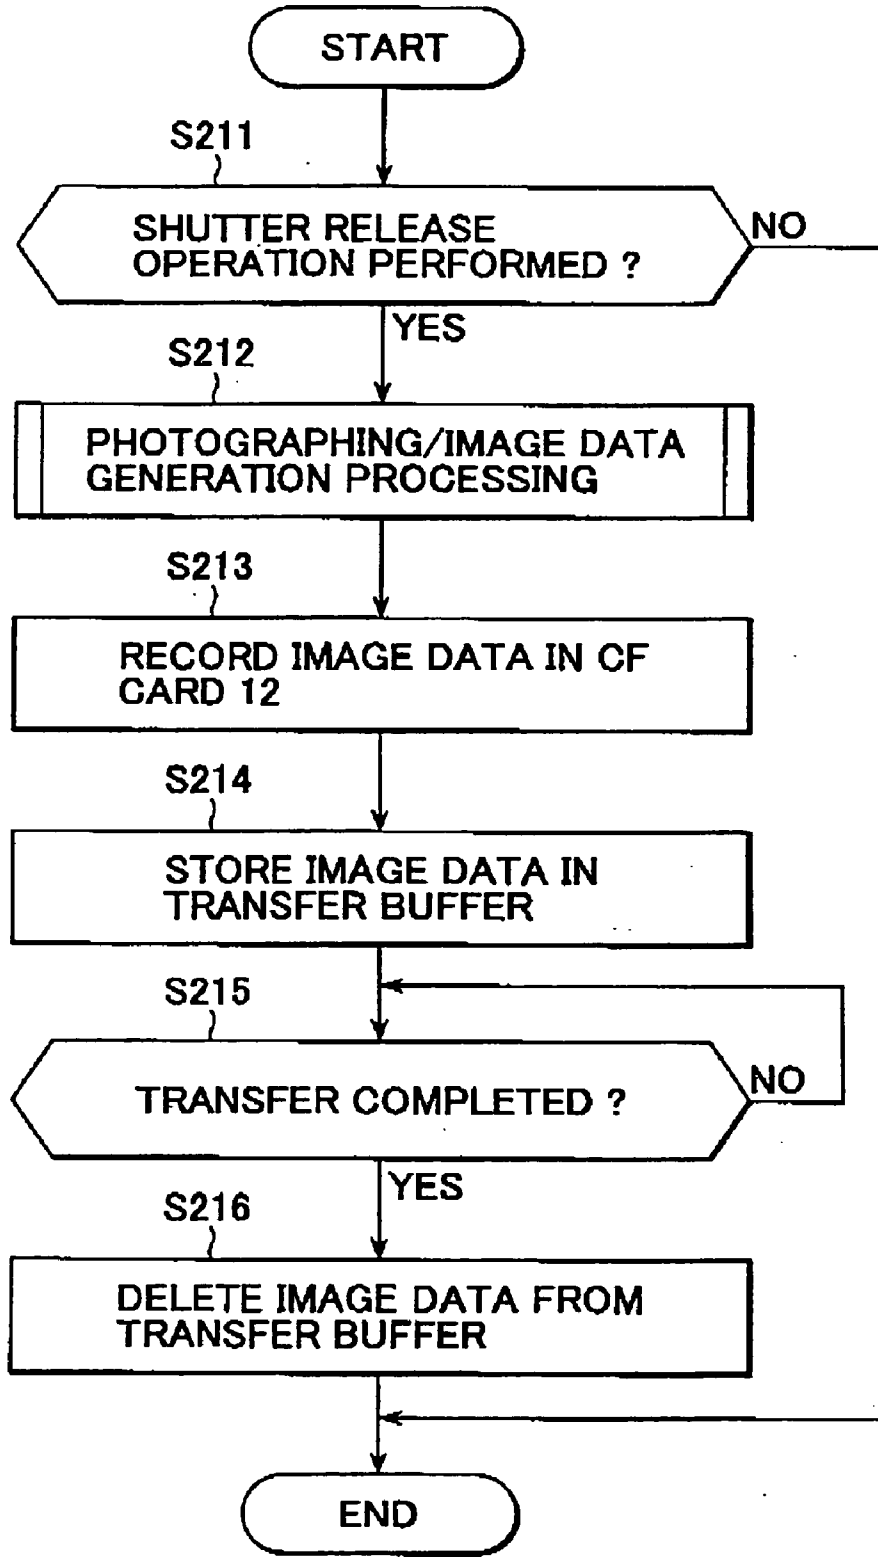 START
S211
SHUTTER RELEASE
OPERATION PERFORMED ?
NO
YES
S212
PHOTOGRAPHING/IMAGE DATA
GENERATION PROCESSING
S213
RECORD IMAGE DATA IN CF
CARD 12
S214
STORE IMAGE DATA IN
TRANSFER BUFFER
S215
TRANSFER COMPLETED ?
NO
YES
S216
DELETE IMAGE DATA FROM
TRANSFER BUFFER
END